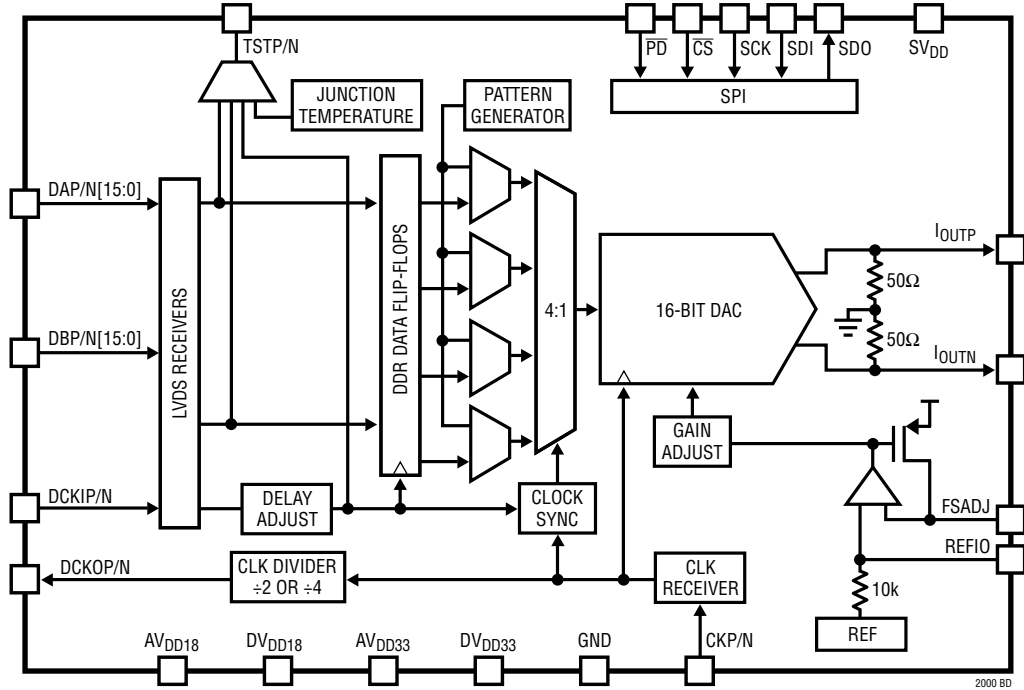 TSTP/N
PD
CS
SCK
SDI
SDO
SVDD
SPI
JUNCTION
TEMPERATURE
PATTERN
GENERATOR
DAP/N[15:0]
DBP/N[15:0]
DCKIP/N
DCKOP/N
LVDS RECEIVERS
DDR DATA FLIP-FLOPS
4:1
16-BIT DAC
IOUTP
50Ω
50Ω
IOUTN
GAIN
ADJUST
DELAY
ADJUST
CLOCK
SYNC
FSADJ
REFIO
CLK DIVIDER
÷2 OR ÷4
CLK
RECEIVER
10k
REF
AVDD18
DVDD18
AVDD33
DVDD33
GND
CKP/N
2000 BD